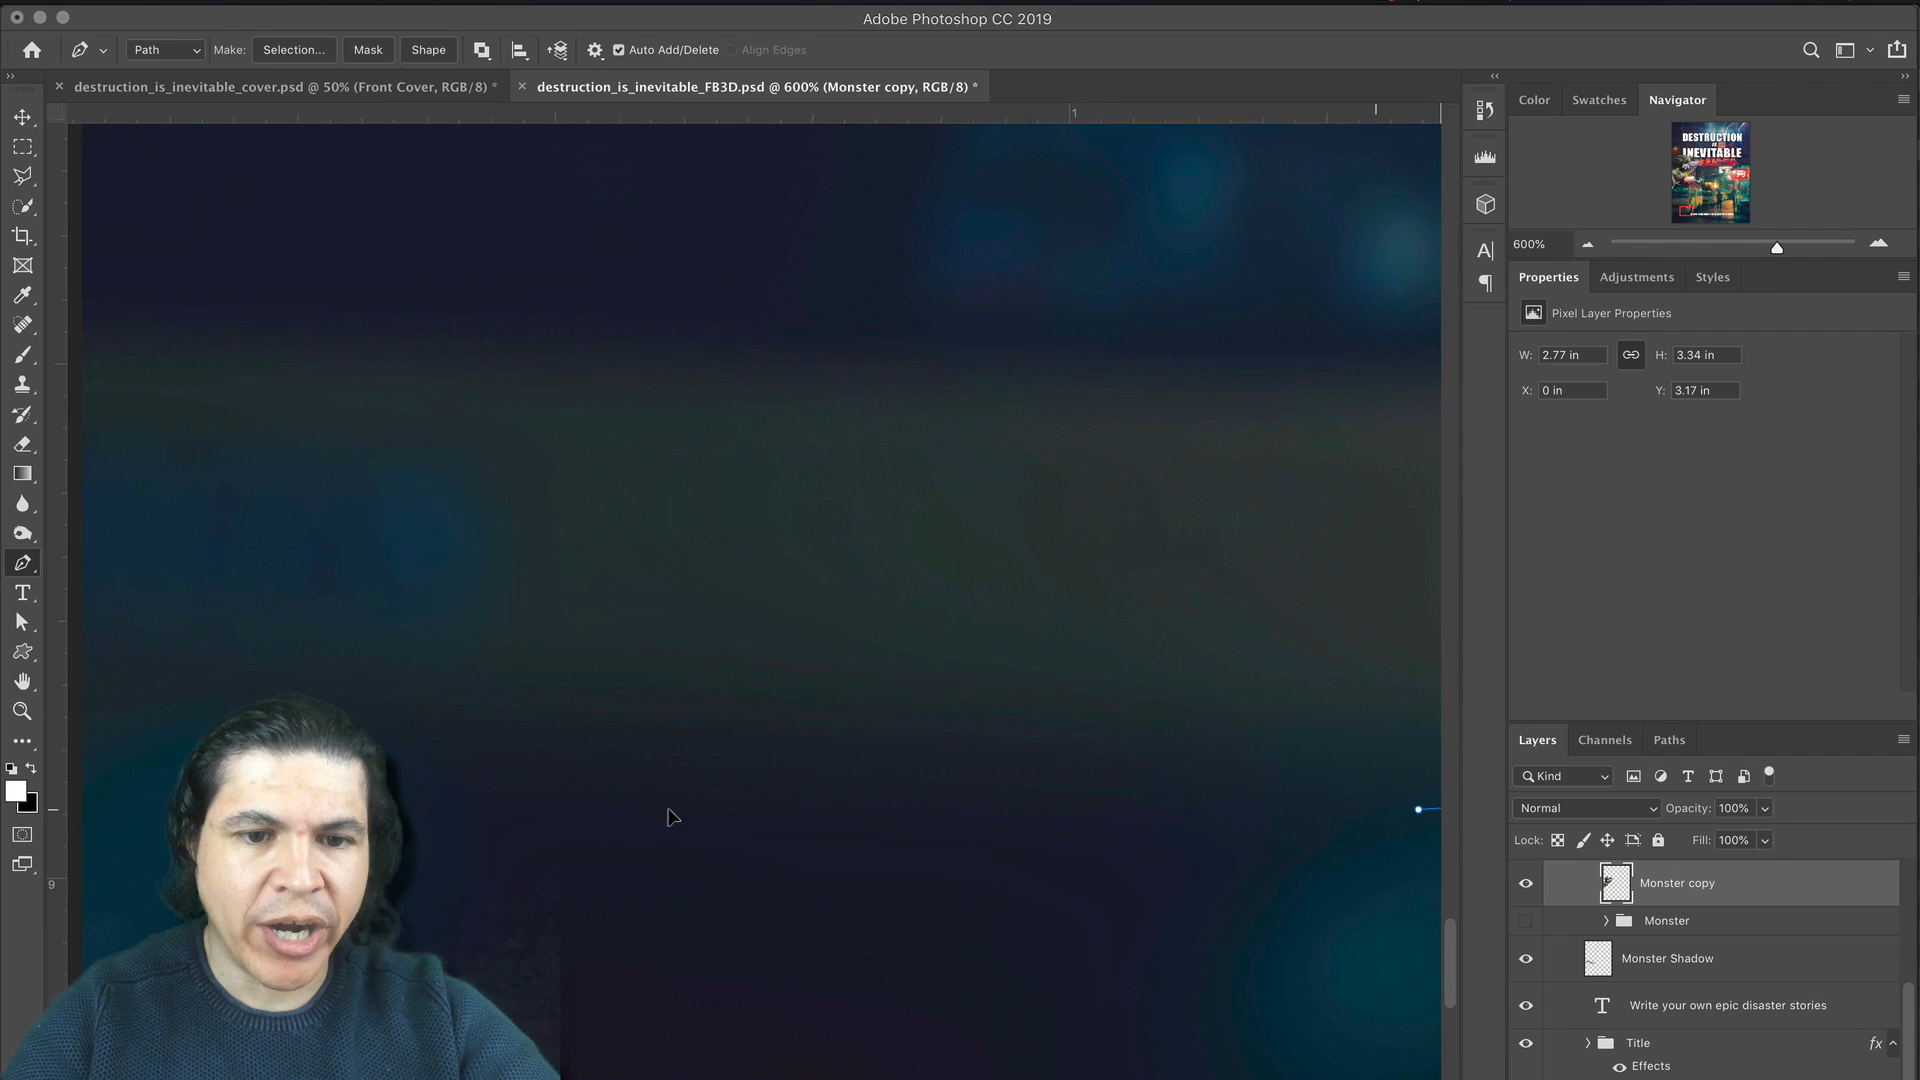 Adobe Photoshop CC 2019
Path
Make:
Selection...
Mask
Shape
Auto Add/Delete
Align Edges
destruction_is_inevitable_cover.psd @ 50% (Front Cover, RGB/8) *
destruction_is_inevitable_FB3D.psd @ 600% (Monster copy, RGB/8) *
1
9
Color
Swatches
Navigator
DESTRUCTION
INEVITABLE
600%
Properties
Adjustments
Styles
Pixel Layer Properties
W: 2.77 in
H: 3.34 in
X: 0 in
Y: 3.17 in
Layers
Channels
Paths
Kind
Normal
Opacity: 100%
Lock:
Fill: 100%
Monster copy
Monster
Monster Shadow
Write your own epic disaster stories
Title
fx
Effects